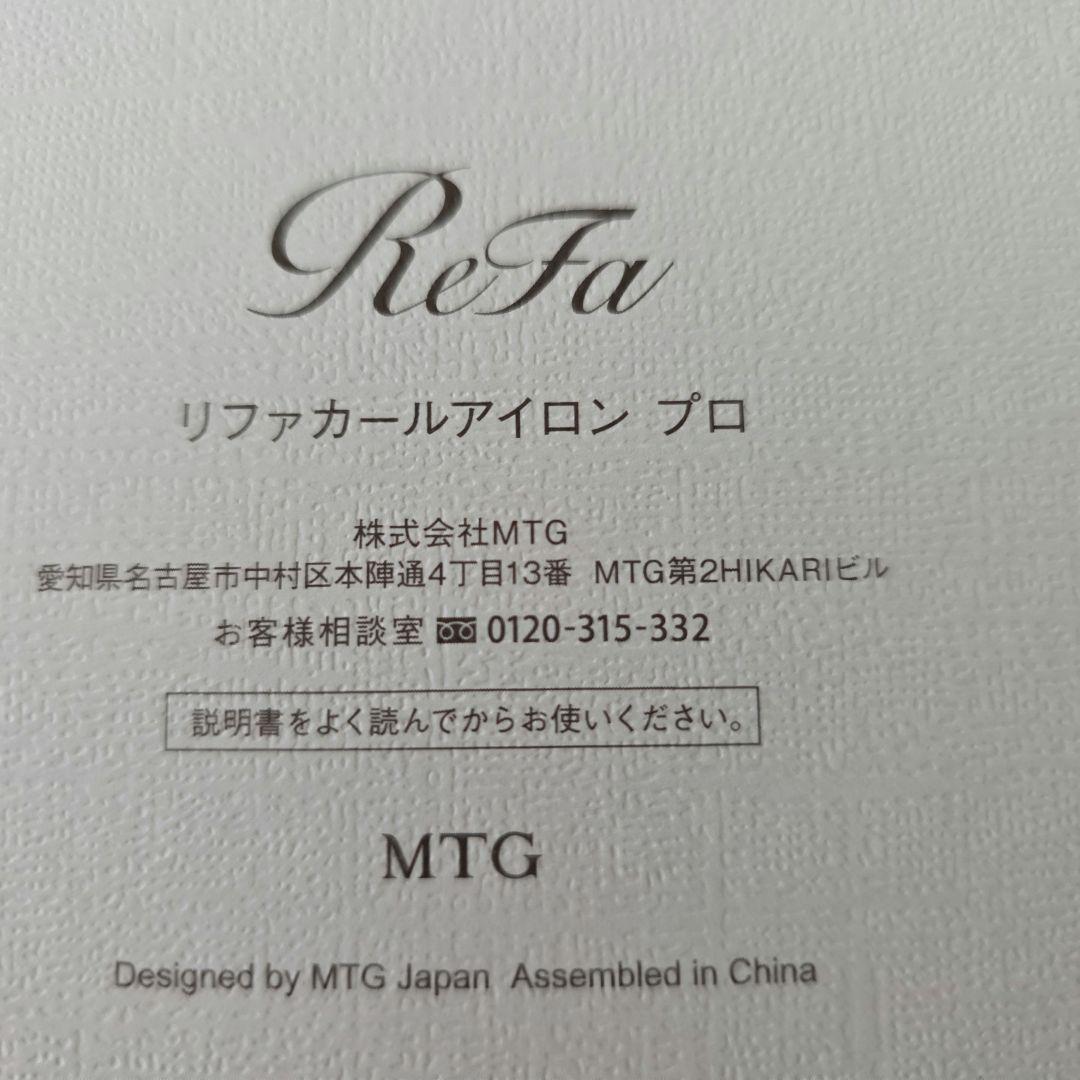 ReFa
リファカールアイロン プロ
株式会社MTG
愛知県名古屋市中村区本陣通4丁目13番 MTG第2HIKARIビル
お客様相談室 0120-315-332
説明書をよく読んでからお使いください。
MTG
Designed by MTG Japan Assembled in China